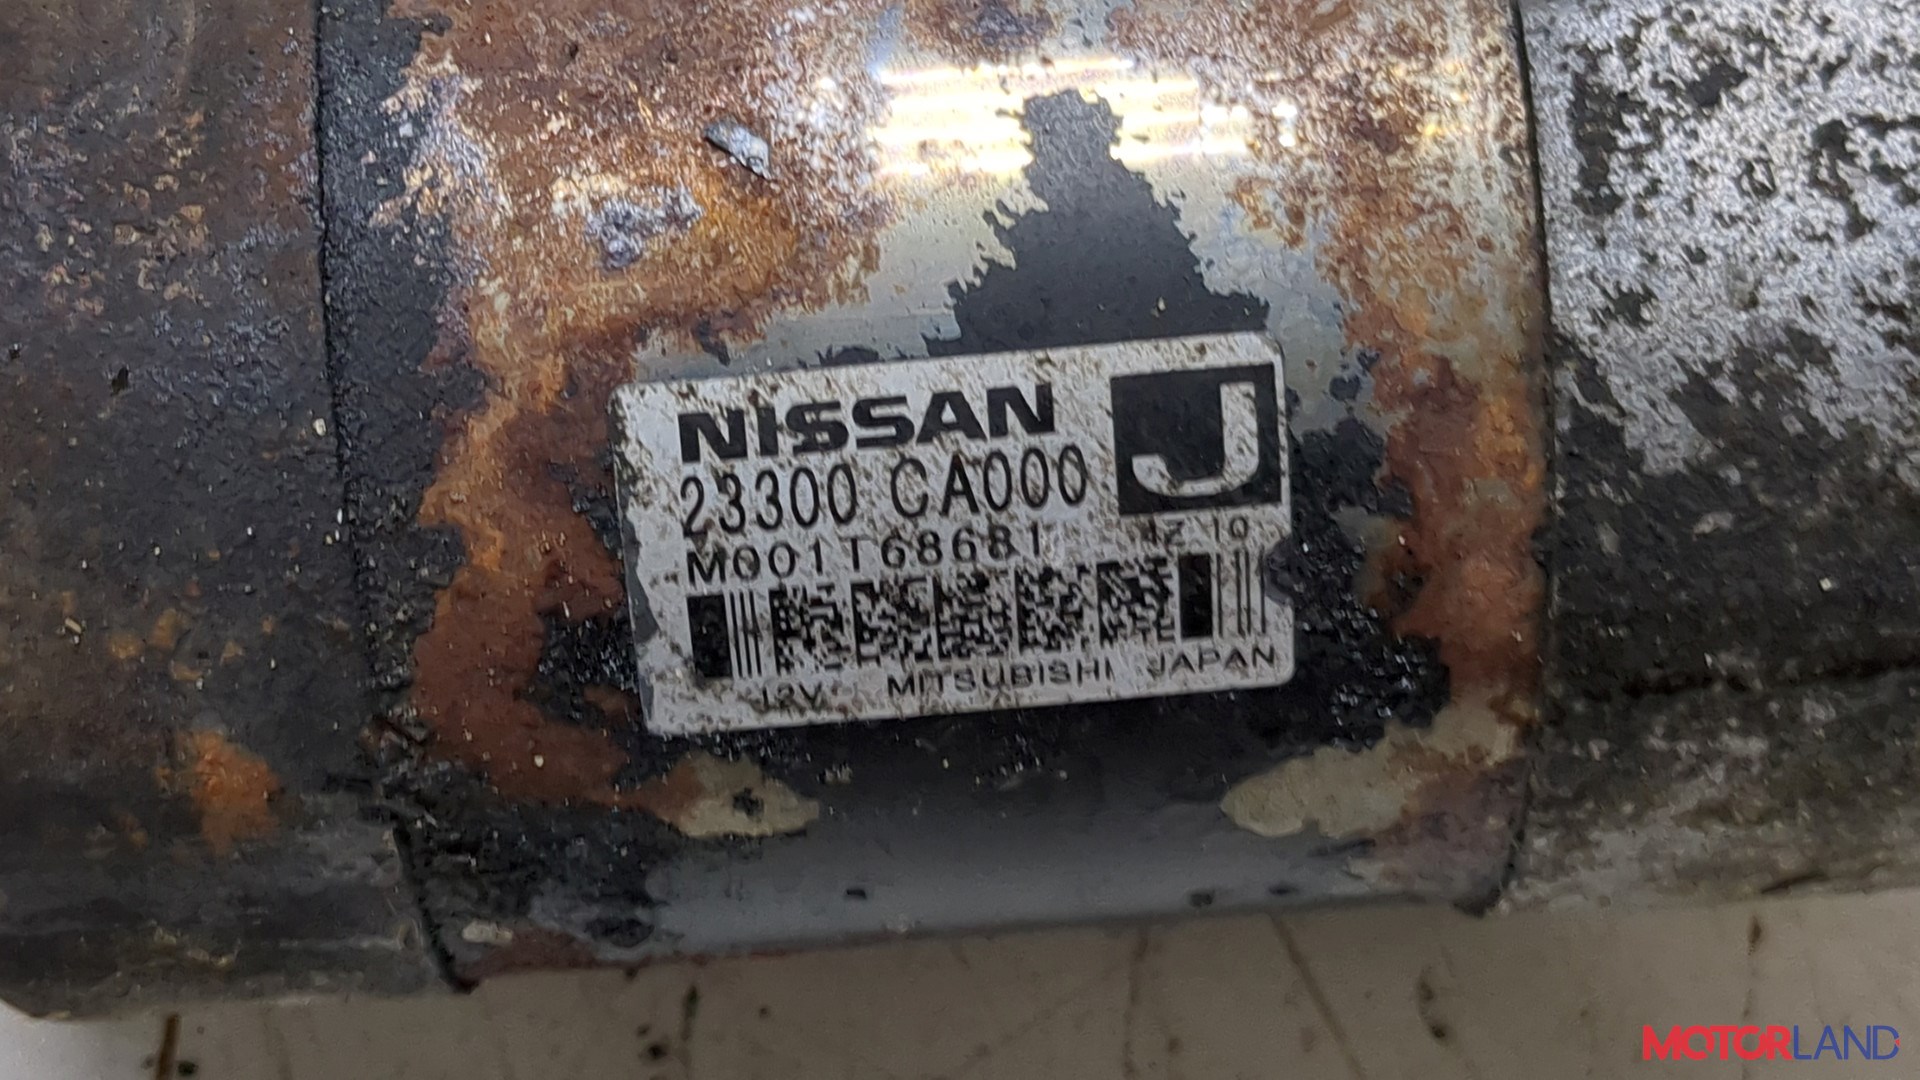 NISSAN
J
23300 CA000
M001T68681
12V MITSUBISHI JAPAN
MOTORLAND